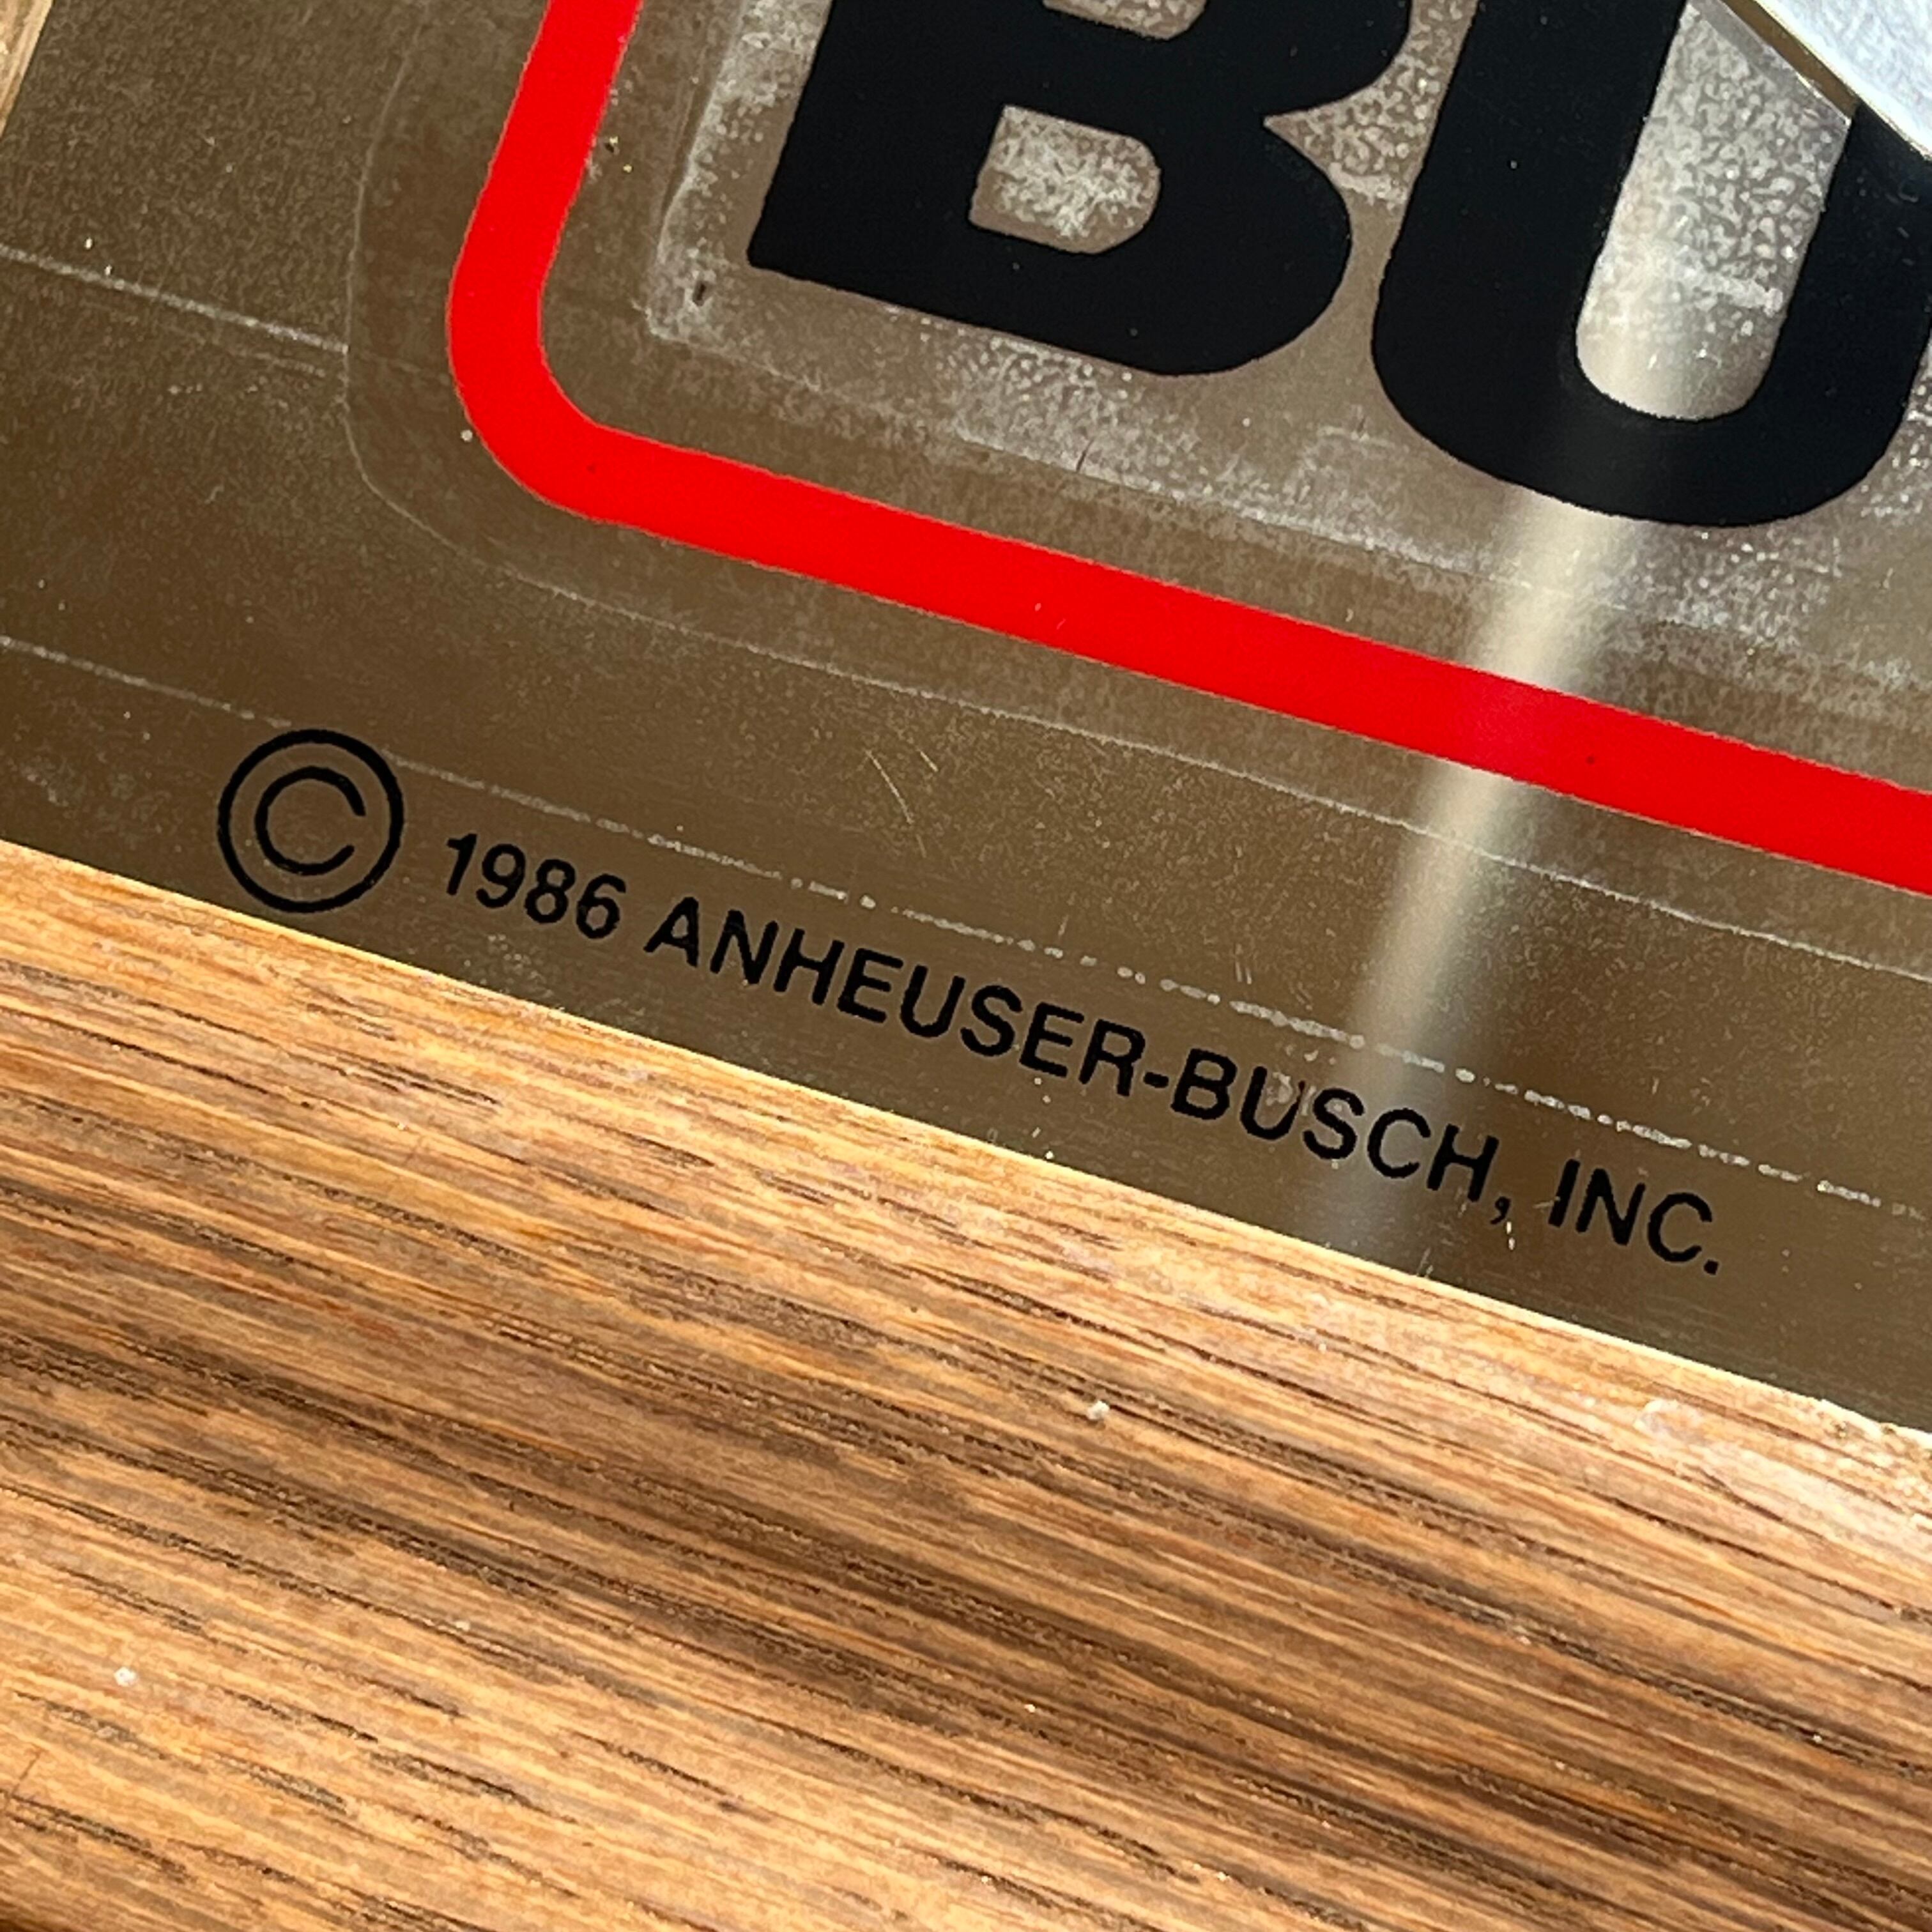 BU
© 1986 ANHEUSER-BUSCH, INC.